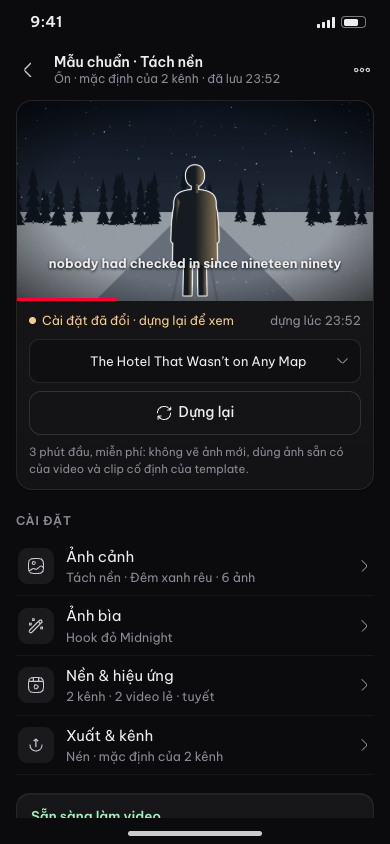 9:41
Mẫu chuẩn · Tách nền
Ổn · mặc định của 2 kênh · đã lưu 23:52
nobody had checked in since nineteen ninety
Cài đặt đã đổi · dựng lại để xem
dựng lúc 23:52
The Hotel That Wasn't on Any Map
Dựng lại
3 phút đầu, miễn phí: không vẽ ảnh mới, dùng ảnh sẵn có
của video và clip cố định của template.
CÀI ĐẶT
Ảnh cảnh
Tách nền · Đêm xanh rêu · 6 ảnh
Ảnh bìa
Hook đỏ Midnight
Nền & hiệu ứng
2 kênh · 2 video lẻ · tuyết
Xuất & kênh
Nén · mặc định của 2 kênh
Sẵn sàng làm video